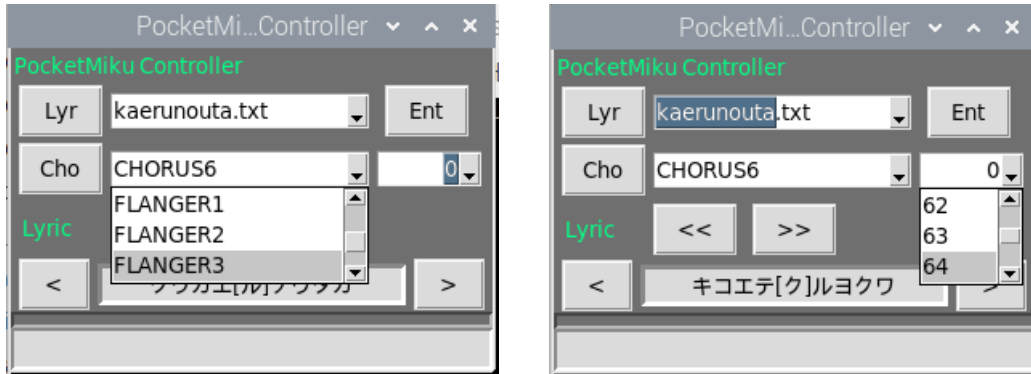 PocketMi...Controller
PocketMiku Controller
Lyr kaerunouta.txt Ent
Cho CHORUS6 0
FLANGER1
FLANGER2
Lyric
FLANGER3
< >
PocketMi...Controller
PocketMiku Controller
Lyr kaerunouta.txt Ent
Cho CHORUS6 0
62
Lyric << >> 63
64
< キコエテ[ク]ルヨクワ >